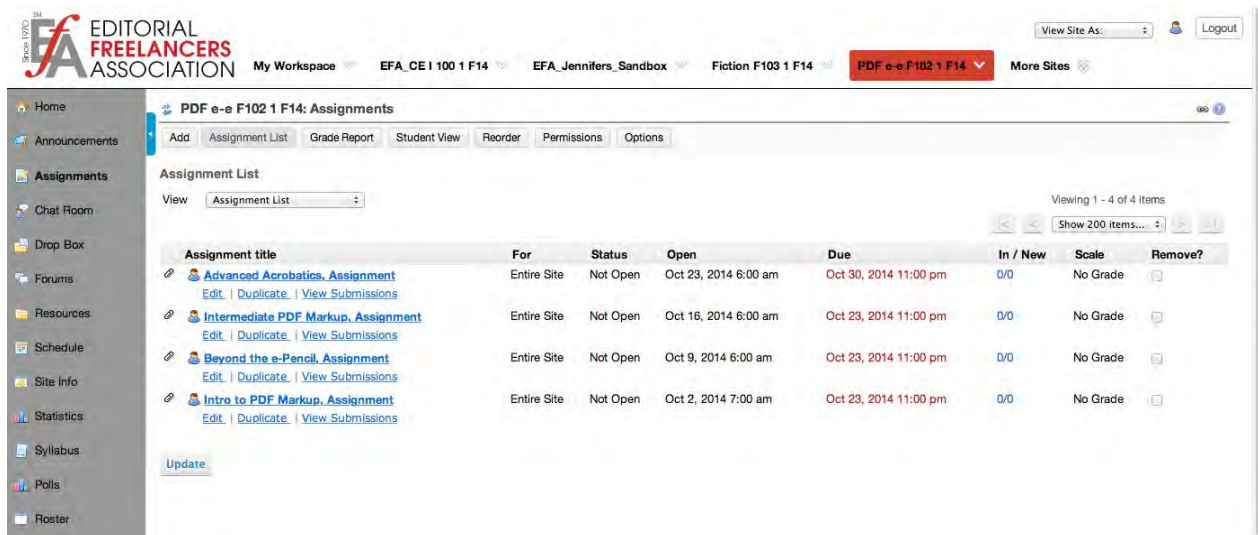 Since 1970
SM
EfA
EDITORIAL
FREELANCERS
ASSOCIATION
View Site As:
Logout
My Workspace
EFA_CE I 100 1 F14
EFA_Jennifers_Sandbox
Fiction F103 1 F14
PDF e-e F102 1 F14
More Sites
Home
Announcements
Assignments
Chat Room
Drop Box
Forums
Resources
Schedule
Site Info
Statistics
Syllabus
Polls
Roster
PDF e-e F102 1 F14: Assignments
Add Assignment List Grade Report Student View Reorder Permissions Options
Assignment List
View Assignment List
Viewing 1 - 4 of 4 items
|< < Show 200 items... > >|
Assignment title For Status Open Due In / New Scale Remove?
Advanced Acrobatics, Assignment Entire Site Not Open Oct 23, 2014 6:00 am Oct 30, 2014 11:00 pm 0/0 No Grade
Edit | Duplicate | View Submissions
Intermediate PDF Markup, Assignment Entire Site Not Open Oct 16, 2014 6:00 am Oct 23, 2014 11:00 pm 0/0 No Grade
Edit | Duplicate | View Submissions
Beyond the e-Pencil, Assignment Entire Site Not Open Oct 9, 2014 6:00 am Oct 23, 2014 11:00 pm 0/0 No Grade
Edit | Duplicate | View Submissions
Intro to PDF Markup, Assignment Entire Site Not Open Oct 2, 2014 7:00 am Oct 23, 2014 11:00 pm 0/0 No Grade
Edit | Duplicate | View Submissions
Update